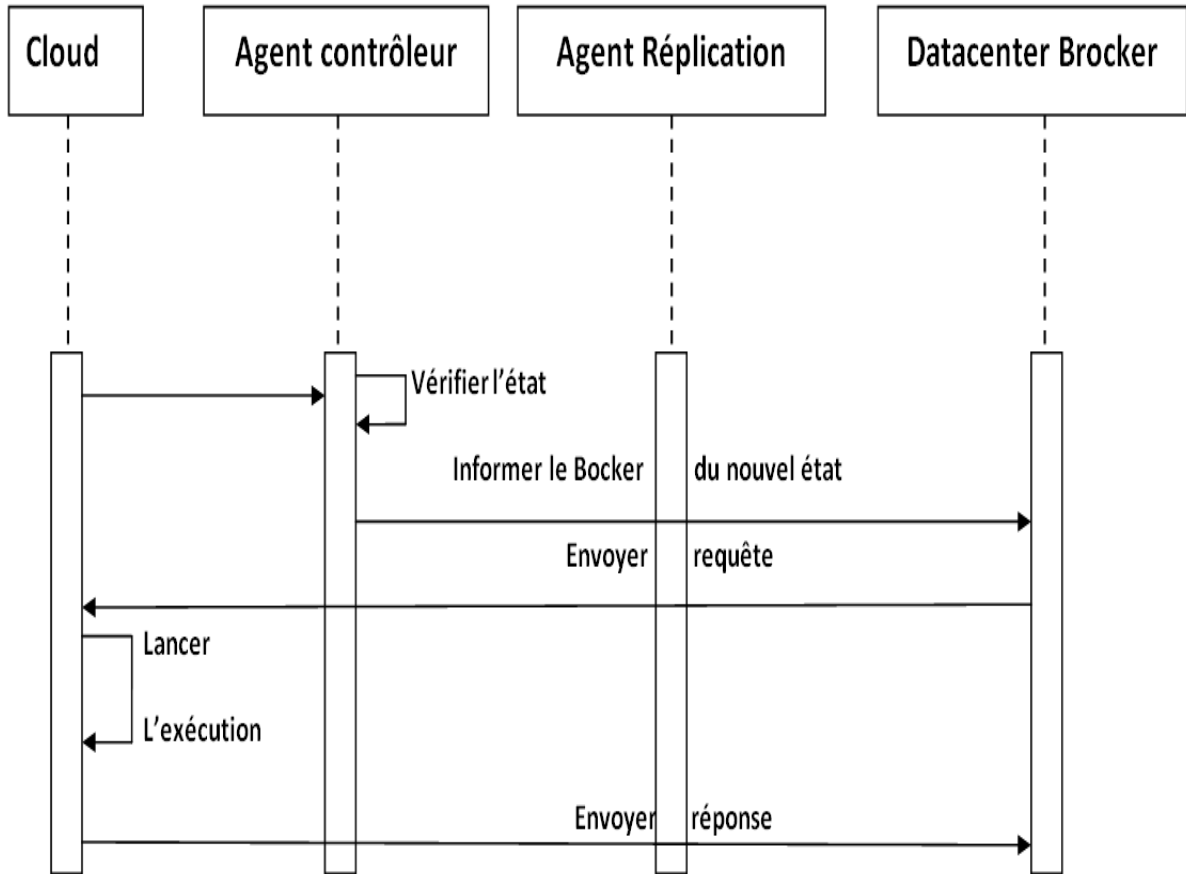 Cloud
Agent contrôleur
Agent Réplication
Datacenter Brocker
Vérifier l'état
Informer le Bocker du nouvel état
Envoyer requête
Lancer
L'exécution
Envoyer réponse